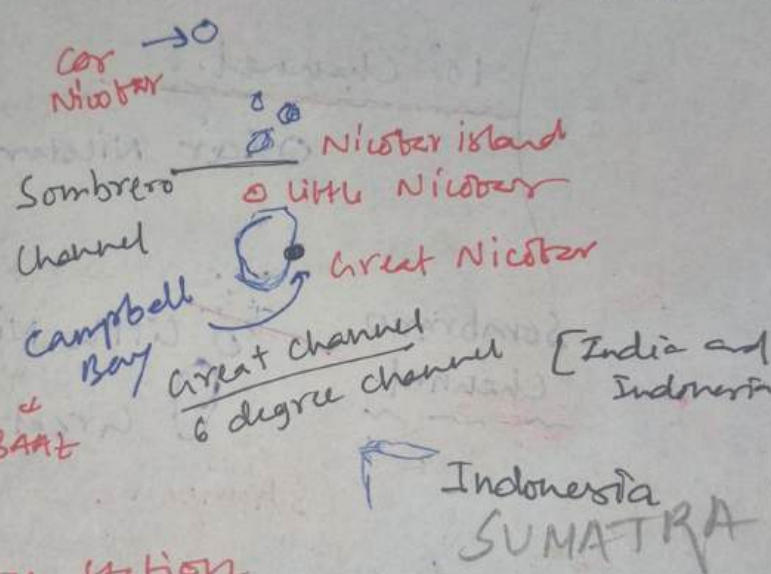 Car
Nicobar
Nicobar island
Sombrero
Channel
Little Nicobar
Great Nicobar
Campbell
Bay
Great channel
6 degree channel
[India and
Indonesia
Indonesia
SUMATRA